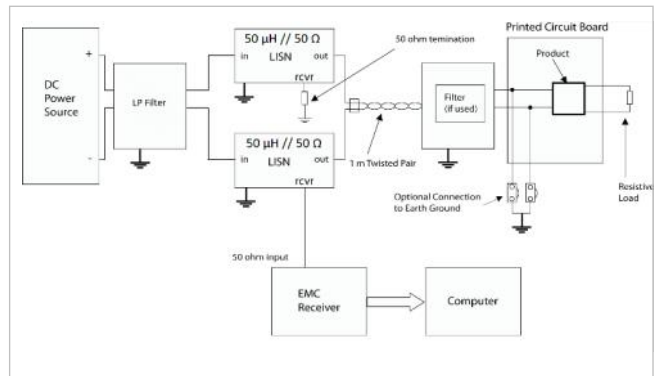 Printed Circuit Board
50 µH // 50 Ω
LISN
in
out
rcvr
50 ohm temination
Product
+
DC
Power
Source
-
LP Filter
Filter
(if used)
50 µH // 50 Ω
in
LISN
out
rcvr
1 m Twisted Pair
Optional Connection
to Earth Ground
Resistive
Load
50 ohm input
EMC
Receiver
Computer